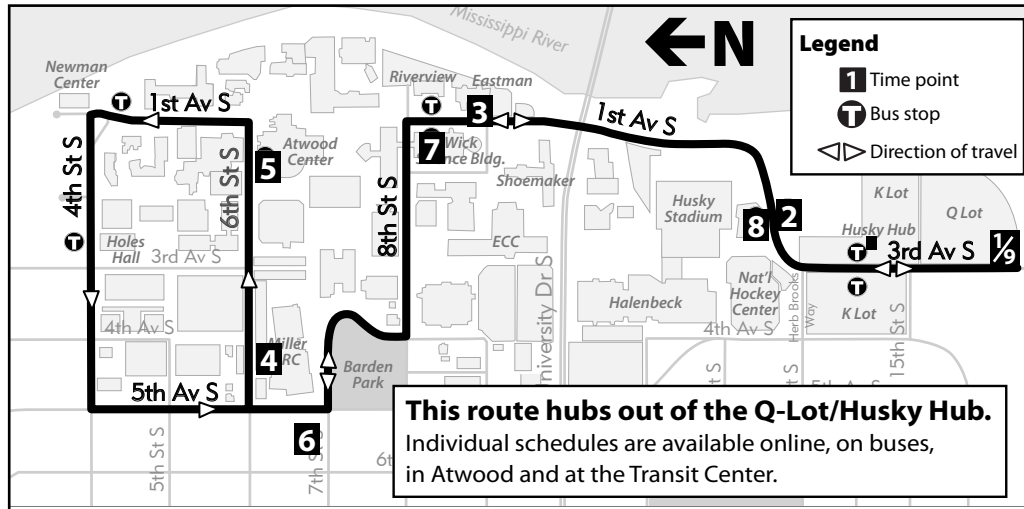 Mississippi River
N
Legend
1 Time point
T Bus stop
Direction of travel
Newman
Center
T
1st Av S
Riverview
T
Eastman
3
1st Av S
4th St S
6th St S
Atwood
Center
5
7
Wick
nce Bldg.
Shoemaker
8th St S
Husky
Stadium
8
2
K Lot
Q Lot
Husky Hub
T
3rd Av S
1/9
T
Holes
Hall
3rd Av S
ECC
T
K Lot
University Dr S
Halenbeck
Nat'l
Hockey
Center
Herb Brooks
Way
15th St S
4th Av S
4th Av S
Miller
RC
4
Barden
Park
5th Av S
6
5th St S
7th St S
This route hubs out of the Q-Lot/Husky Hub.
Individual schedules are available online, on buses,
in Atwood and at the Transit Center.